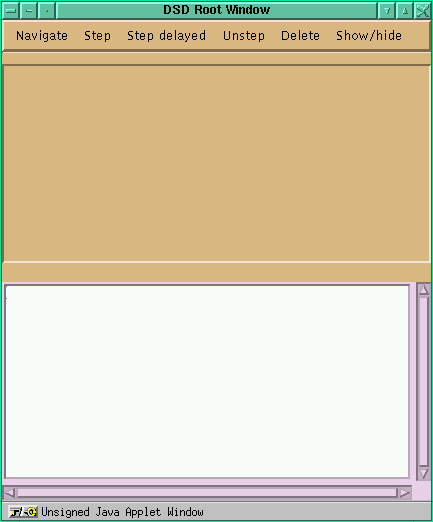 DSD Root Window
Navigate Step Step delayed Unstep Delete Show/hide
Unsigned Java Applet Window